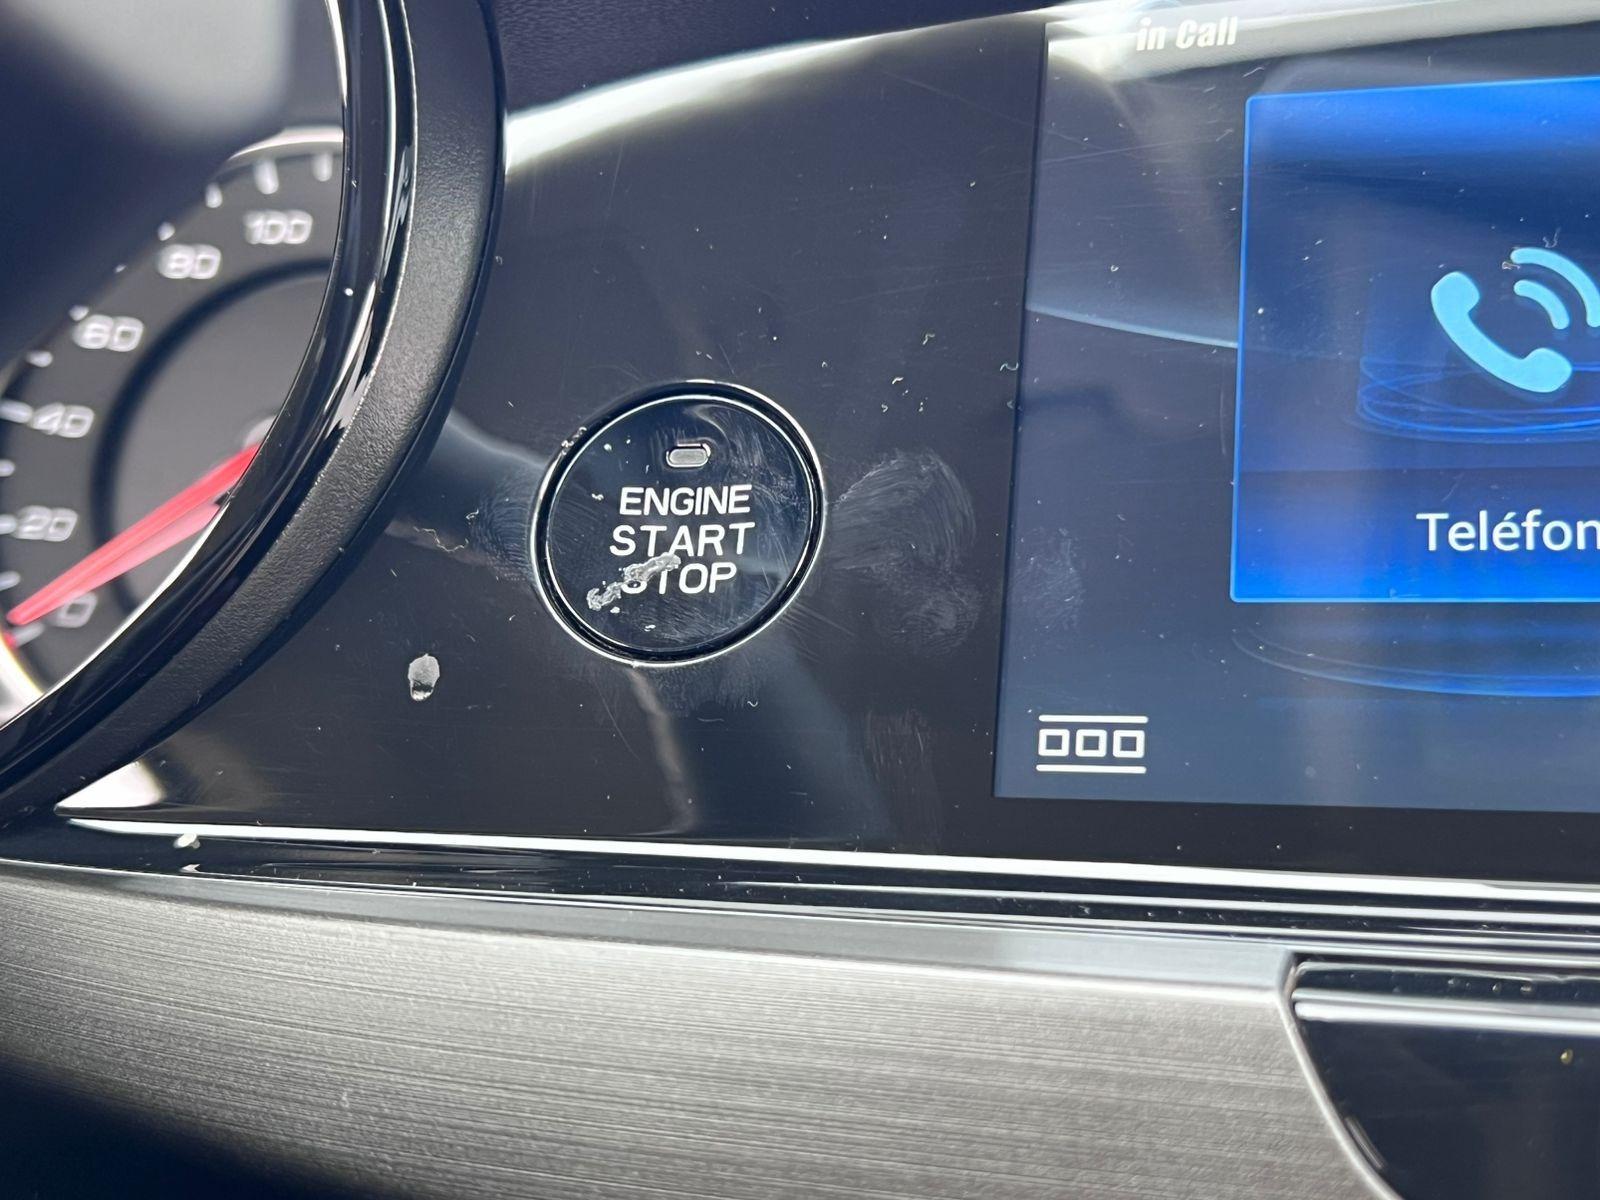 in Call
100
80
60
40
20
0
ENGINE
START
STOP
Teléfon